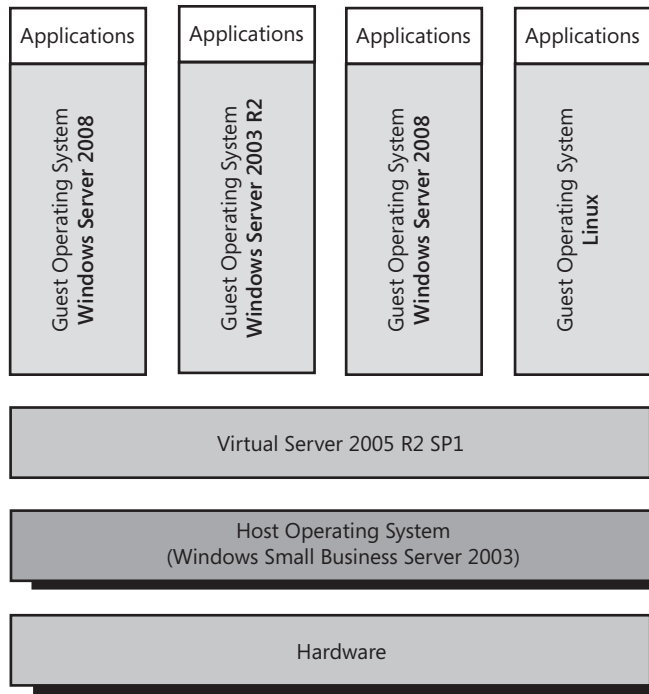 Applications
Applications
Applications
Applications
Guest Operating System
Windows Server 2008
Guest Operating System
Windows Server 2003 R2
Guest Operating System
Windows Server 2008
Guest Operating System
Linux
Virtual Server 2005 R2 SP1
Host Operating System
(Windows Small Business Server 2003)
Hardware